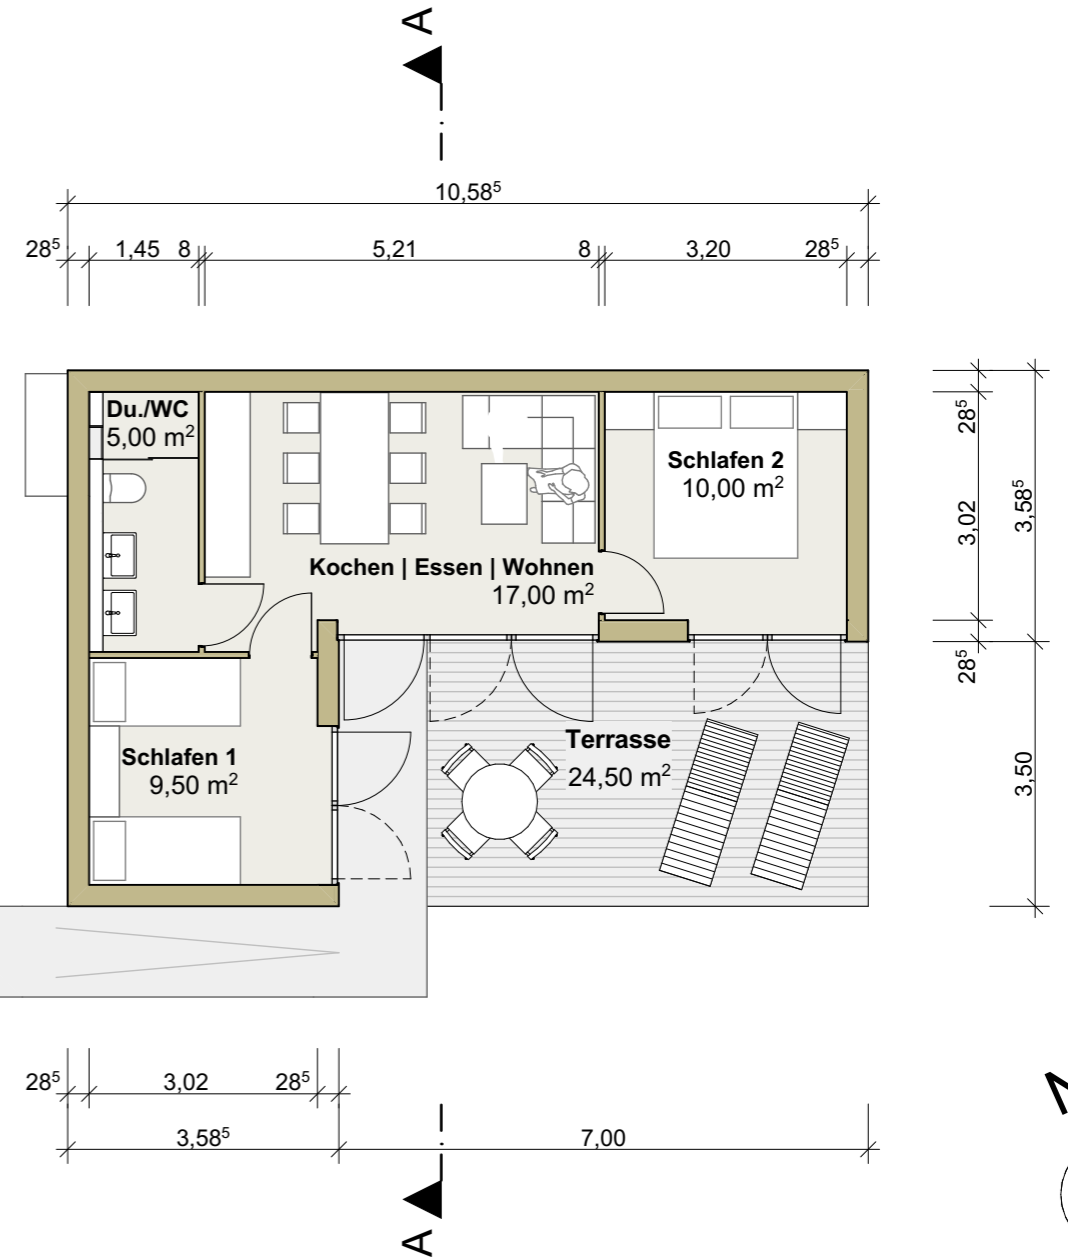 A
10,58⁵
28⁵ 1,45 8 5,21 8 3,20 28⁵
Du./WC
5,00 m²
Schlafen 2
10,00 m²
Kochen | Essen | Wohnen
17,00 m²
28⁵
3,02
3,58⁵
28⁵
Terrasse
24,50 m²
Schlafen 1
9,50 m²
3,50
28⁵ 3,02 28⁵
3,58⁵ 7,00
A